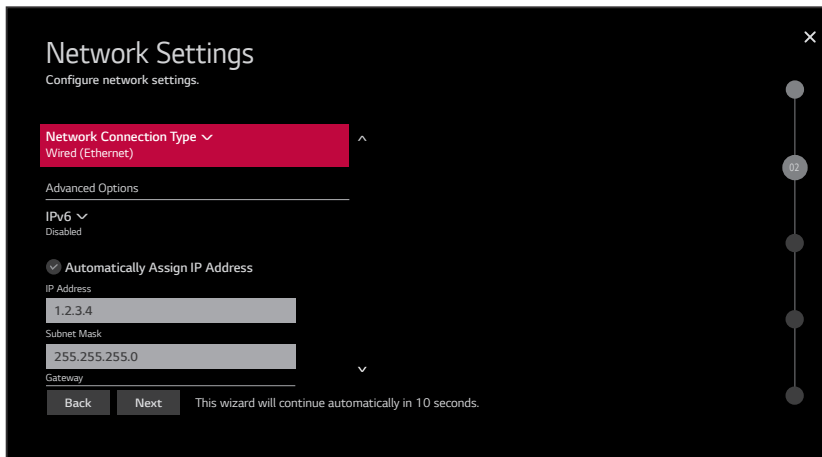 Network Settings
Configure network settings.
Network Connection Type
Wired (Ethernet)
02
Advanced Options
IPv6
Disabled
Automatically Assign IP Address
IP Address
1.2.3.4
Subnet Mask
255.255.255.0
Gateway
Back Next This wizard will continue automatically in 10 seconds.